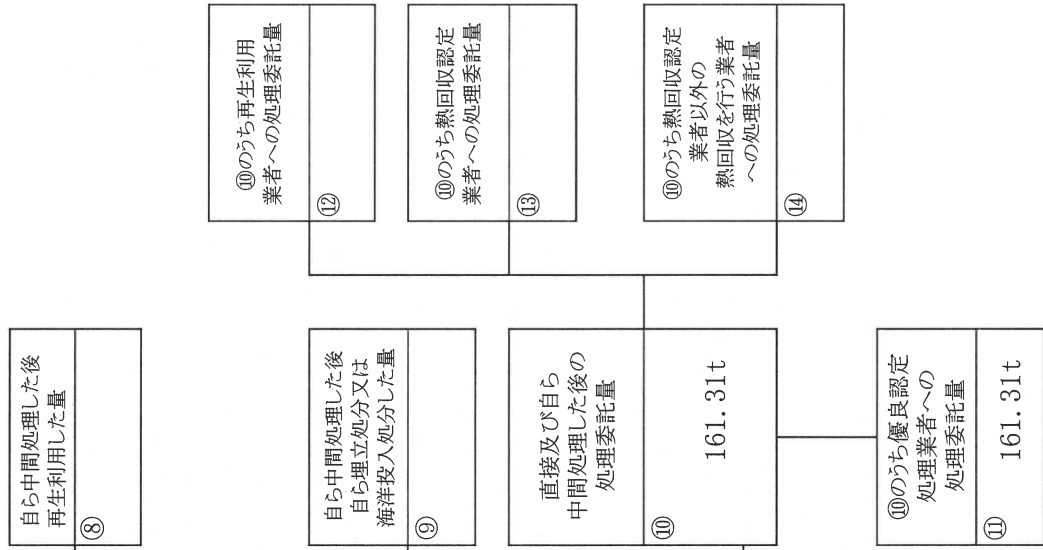 自ら中間処理した後
再生利用した量
⑧
自ら中間処理した後
自ら埋立処分又は
海洋投入処分した量
⑨
直接及び自ら
中間処理した後の
処理委託量
⑩
161.31t
⑩のうち優良認定
処理業者への
処理委託量
⑪
161.31t
⑩のうち再生利用
業者への処理委託量
⑫
⑩のうち熱回収認定
業者への処理委託量
⑬
⑩のうち熱回収認定
業者以外の
熱回収を行う業者
への処理委託量
⑭